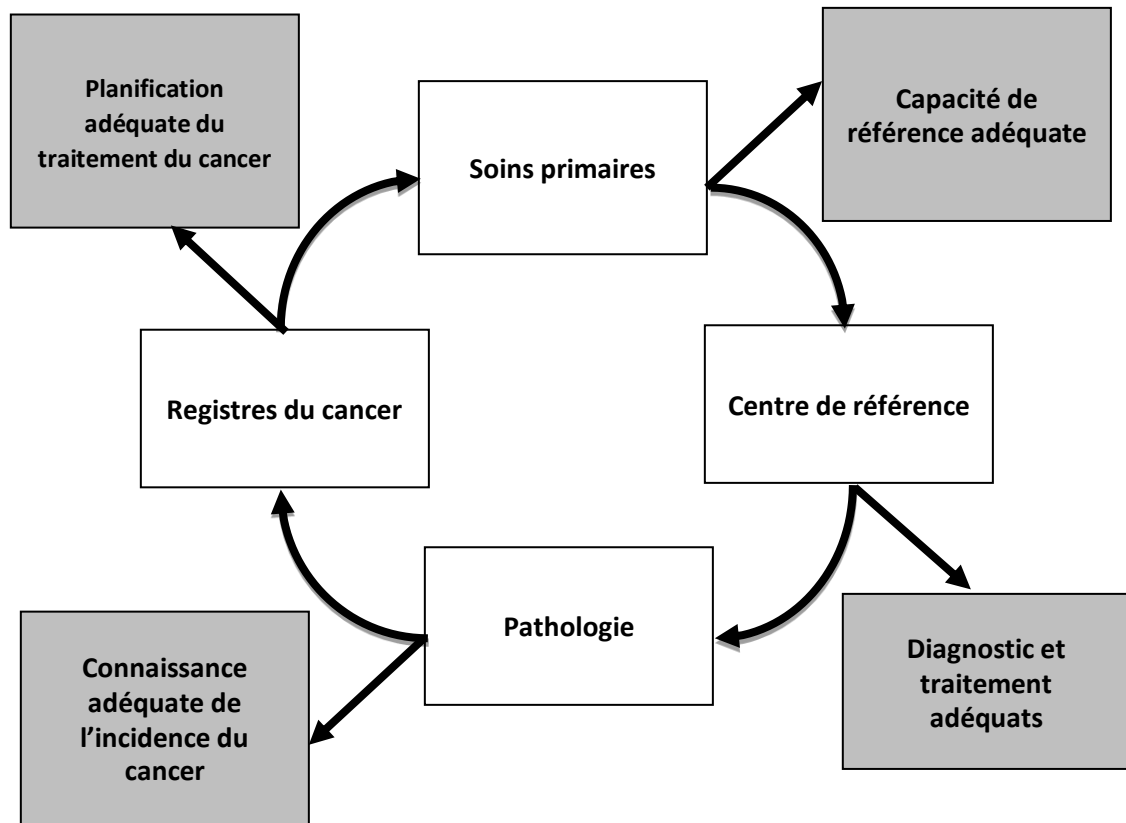 Planification
adéquate du
traitement du cancer
Soins primaires
Capacité de
référence adéquate
Registres du cancer
Centre de référence
Pathologie
Connaissance
adéquate de
l’incidence du
cancer
Diagnostic et
traitement
adéquats